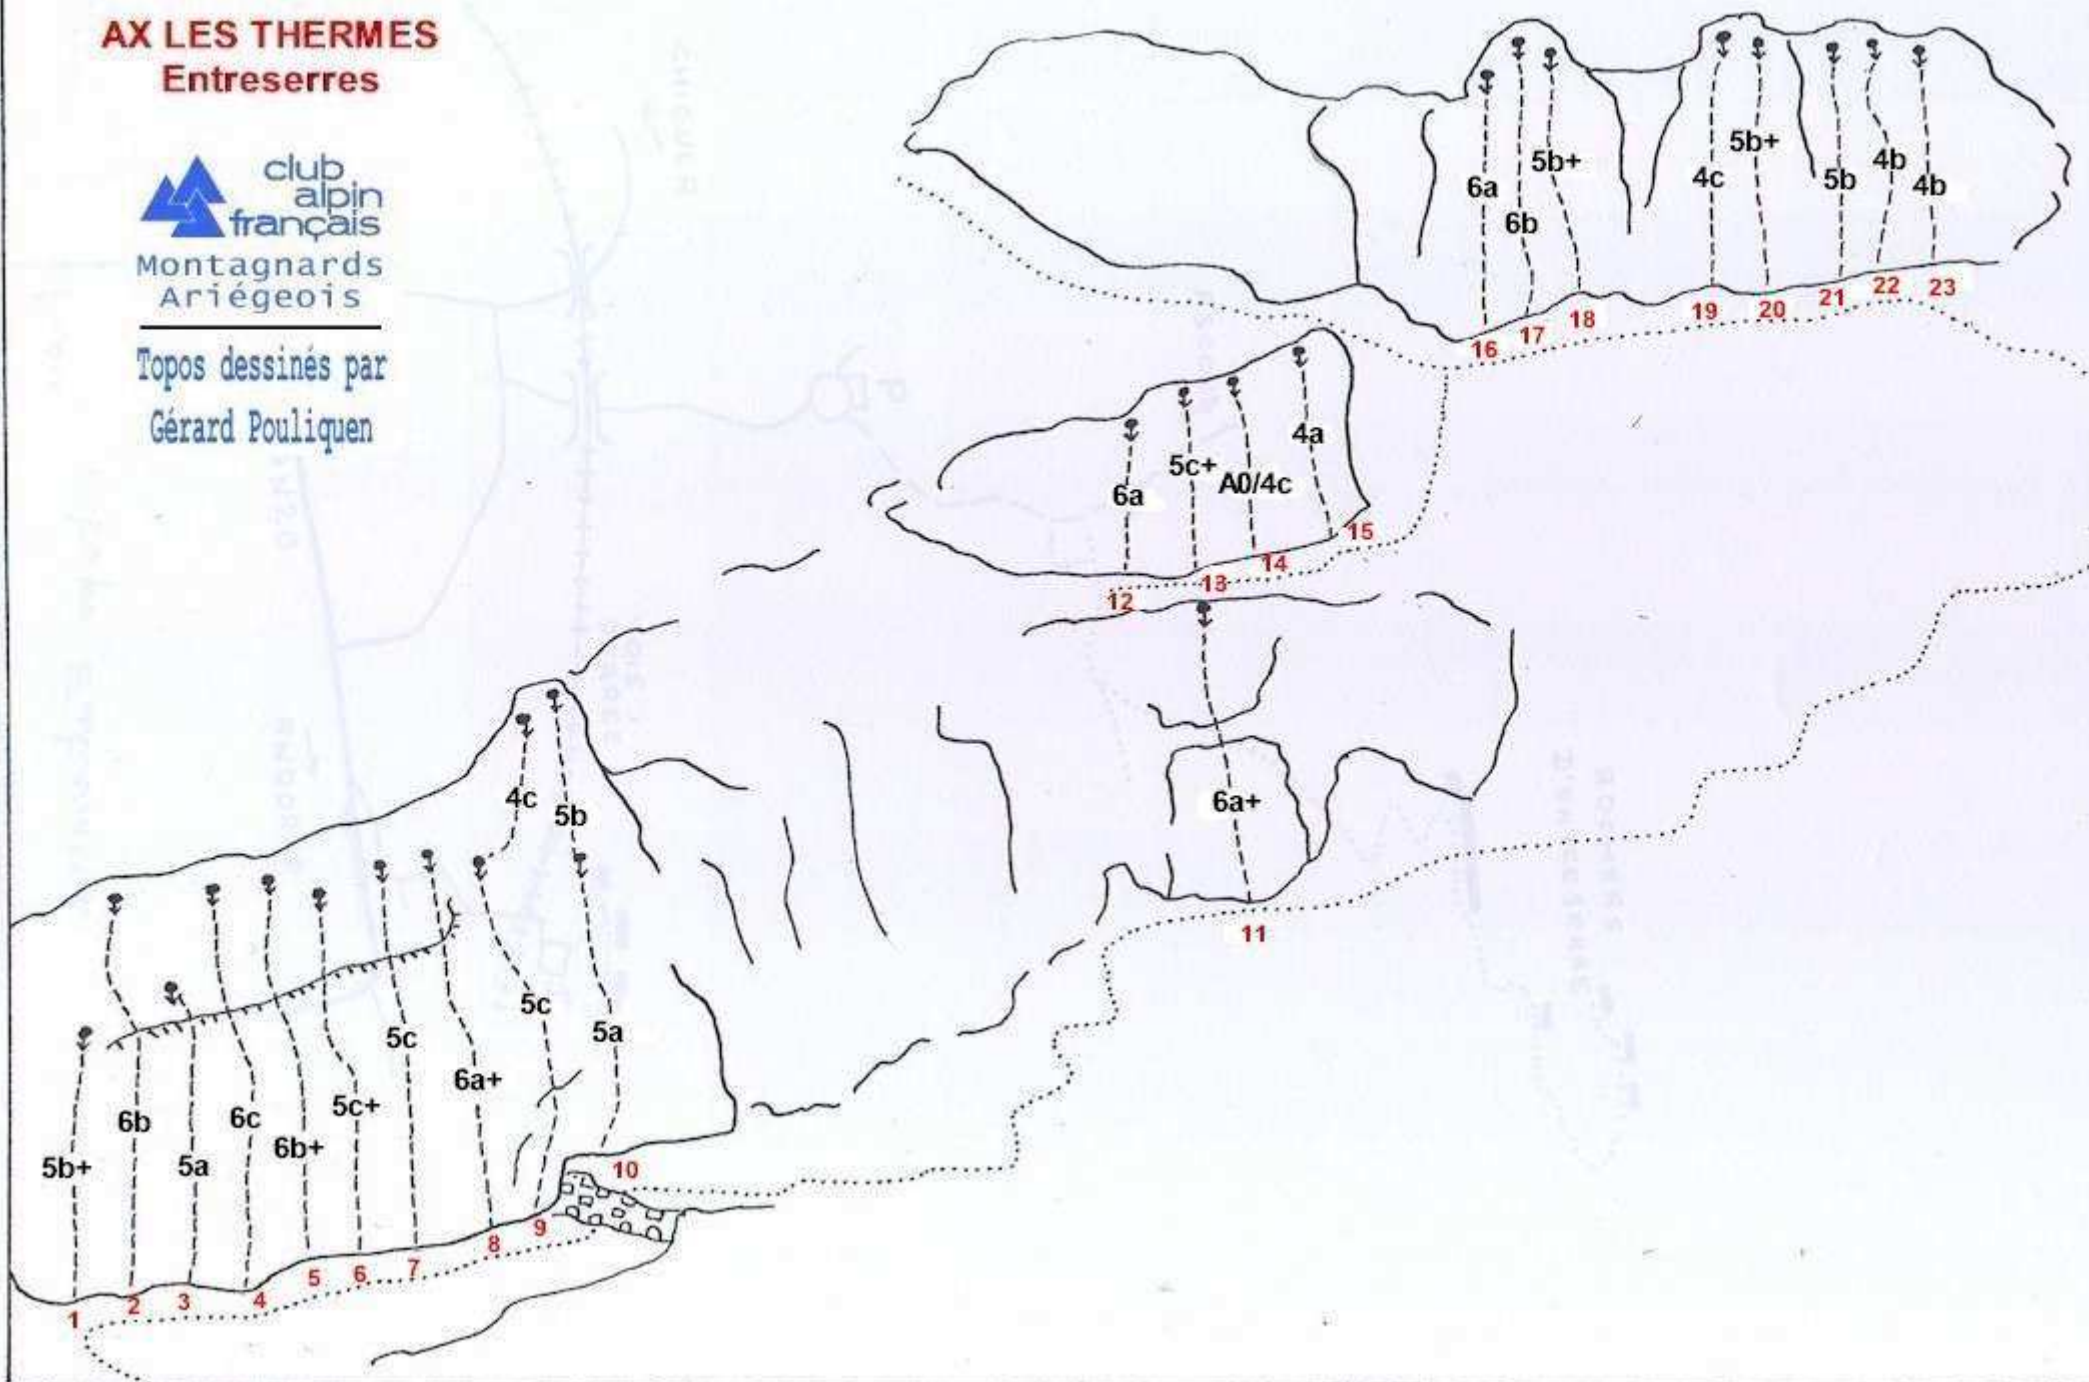 AX LES THERMES
Entreserres
club
alpin
français
Montagnards
Ariégeois
Topos dessinés par
Gérard Pouliquen
5b+
6a
5b+
4c
6b
5b
4b
4b
16
17
18
19
20
21
22
23
4a
5c+
A0/4c
6a
12
13
14
15
6a+
11
4c
5b
5c
5a
5c
6a+
5c+
6b
6c
6b+
5b+
5a
10
1
2
3
4
5
6
7
8
9